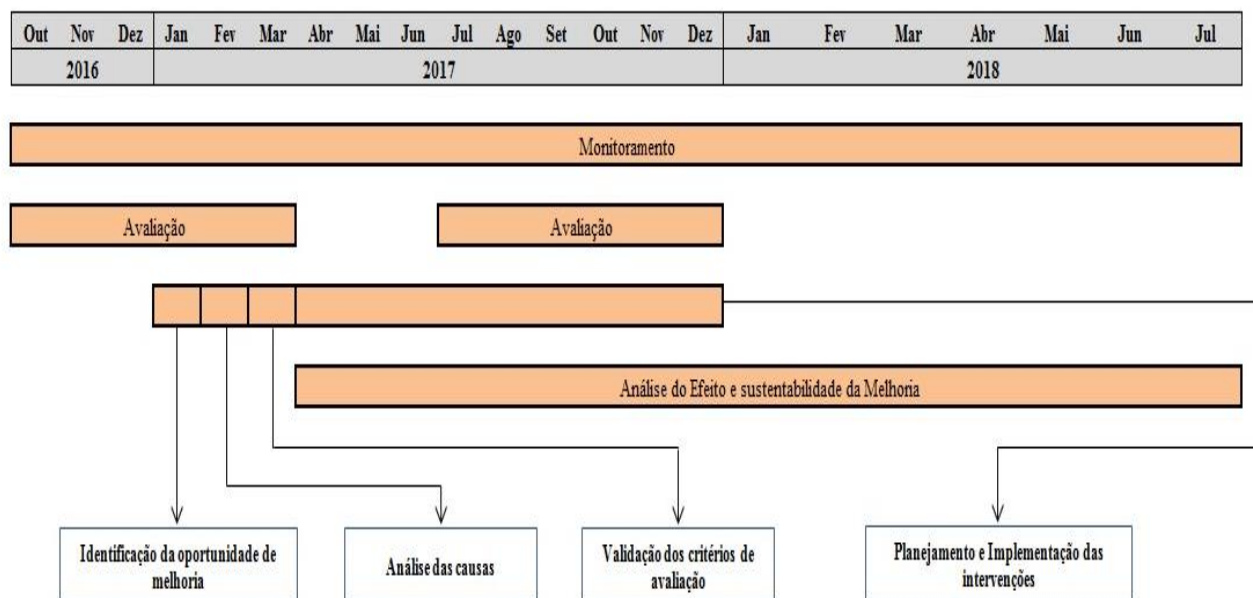 Out Nov Dez Jan Fev Mar Abr Mai Jun Jul Ago Set Out Nov Dez Jan Fev Mar Abr Mai Jun Jul
2016 2017 2018
Monitoramento
Avaliação Avaliação
Análise do Efeito e sustentabilidade da Melhoria
Identificação da oportunidade de
melhoria
Análise das causas
Validação dos critérios de
avaliação
Planejamento e Implementação das
intervenções